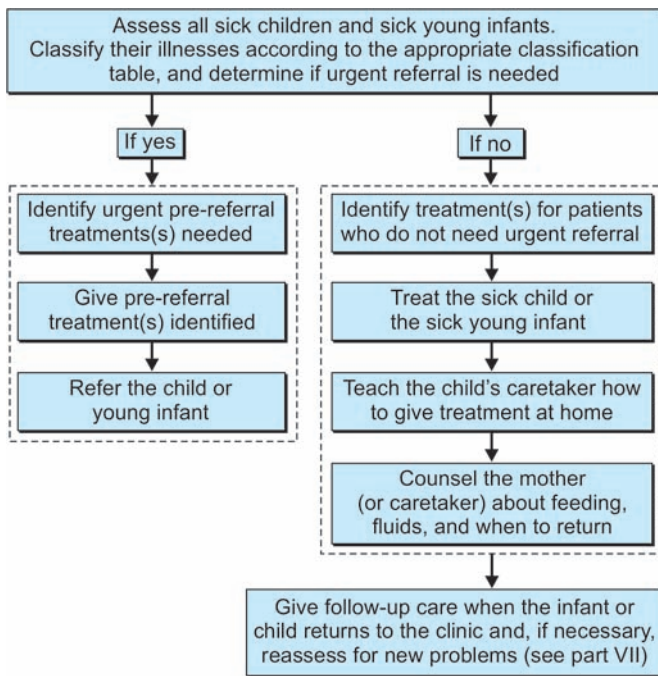 Assess all sick children and sick young infants.
Classify their illnesses according to the appropriate classification
table, and determine if urgent referral is needed
If yes
If no
Identify urgent pre-referral
treatments(s) needed
Give pre-referral
treatment(s) identified
Refer the child or
young infant
Identify treatment(s) for patients
who do not need urgent referral
Treat the sick child or
the sick young infant
Teach the child's caretaker how
to give treatment at home
Counsel the mother
(or caretaker) about feeding,
fluids, and when to return
Give follow-up care when the infant or
child returns to the clinic and, if necessary,
reassess for new problems (see part VII)